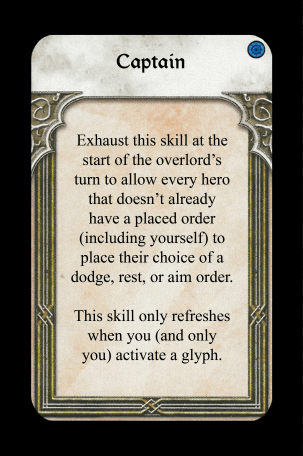 Captain
Exhaust this skill at the
start of the overlord's
turn to allow every hero
that doesn't already
have a placed order
(including yourself) to
place their choice of a
dodge, rest, or aim order.
This skill only refreshes
when you (and only
you) activate a glyph.